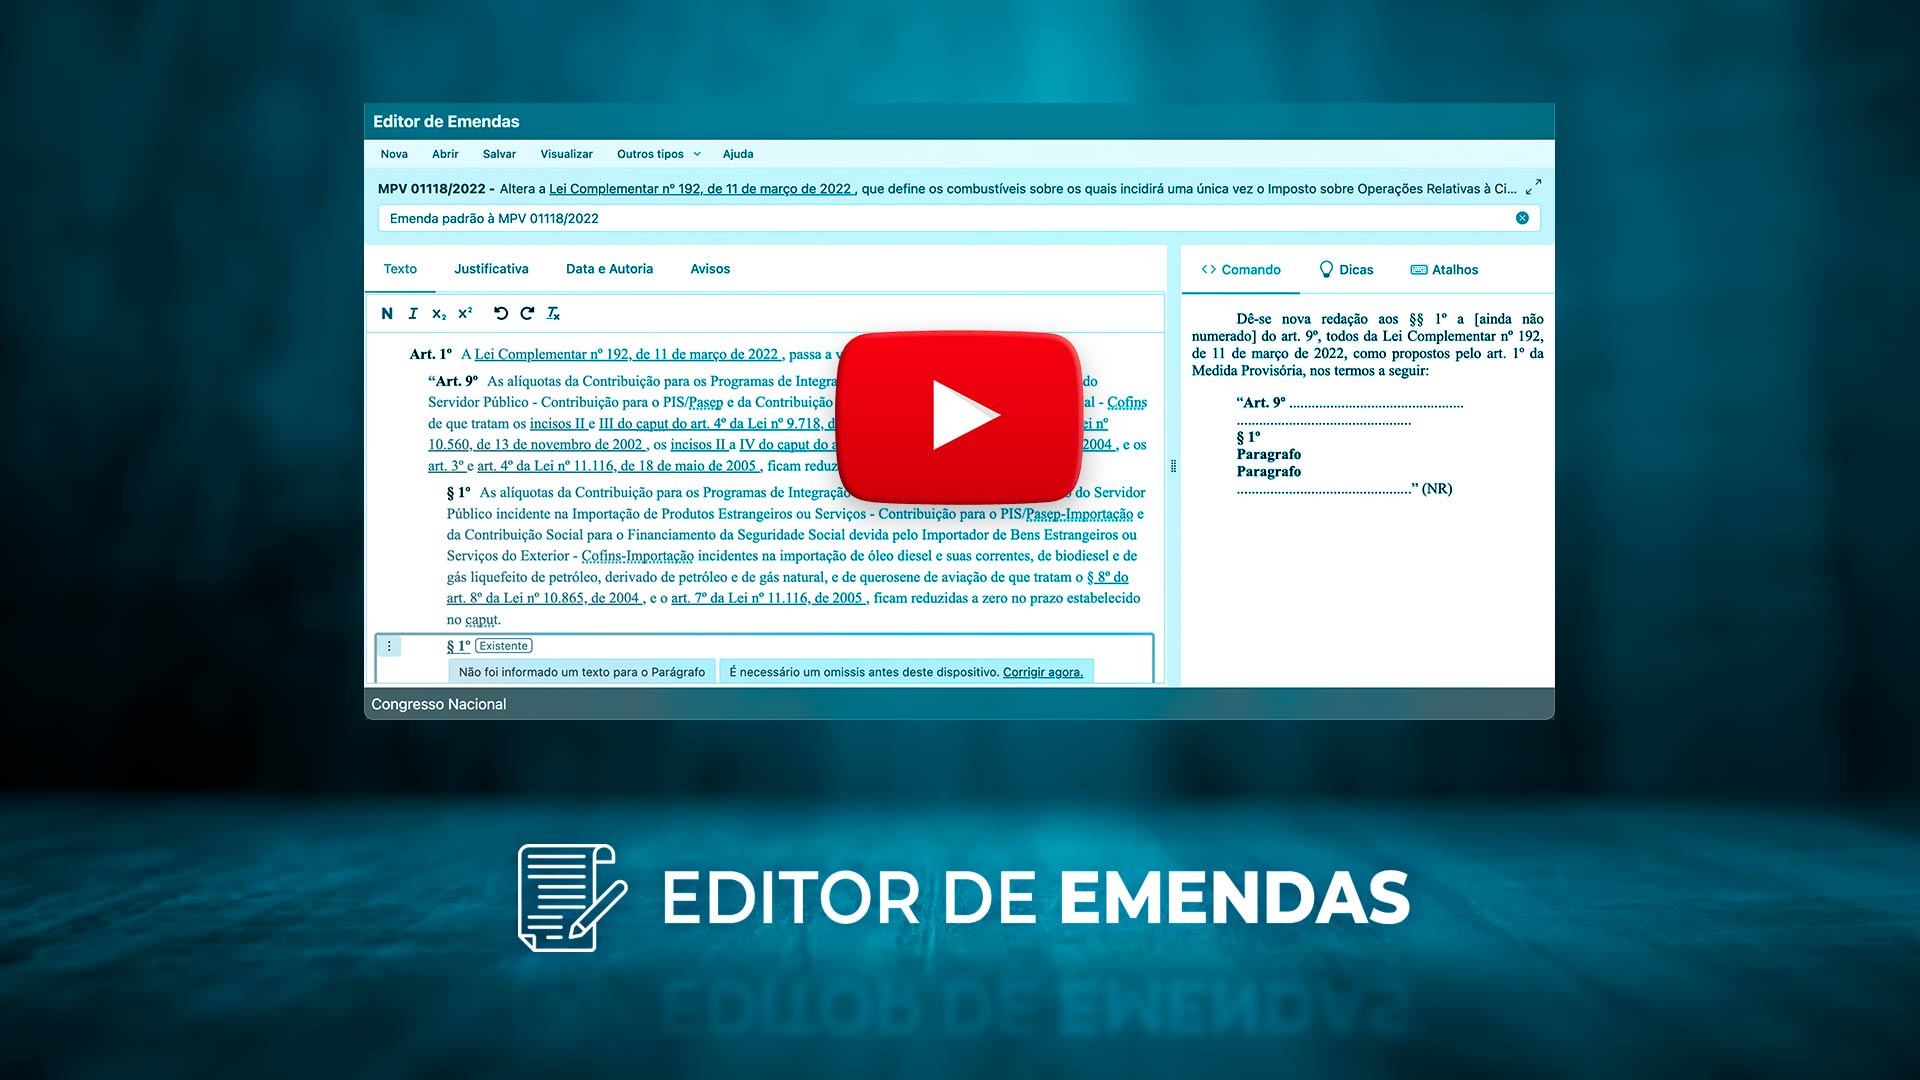 Editor de Emendas
Nova Abrir Salvar Visualizar Outros tipos Ajuda
MPV 01118/2022 - Altera a Lei Complementar nº 192, de 11 de março de 2022 , que define os combustíveis sobre os quais incidirá uma única vez o Imposto sobre Operações Relativas à Ci...
Emenda padrão à MPV 01118/2022
Texto Justificativa Data e Autoria Avisos
N I x₂ x²
Art. 1º A Lei Complementar nº 192, de 11 de março de 2022 , passa a
“Art. 9º As alíquotas da Contribuição para os Programas de do
Servidor Público - Contribuição para o PIS/Pasep e da Contribuição - Cofins
de que tratam os incisos II e III do caput do art. 4º da Lei nº 9.718, nº
10.560, de 13 de novembro de 2002 , os incisos II a IV do caput do 2004 , e os
art. 3º e art. 4º da Lei nº 11.116, de 18 de maio de 2005 , ficam
§ 1º As alíquotas da Contribuição para os Programas de Integração do Servidor
Público incidente na Importação de Produtos Estrangeiros ou Serviços - Contribuição para o PIS/Pasep-Importação e
da Contribuição Social para o Financiamento da Seguridade Social devida pelo Importador de Bens Estrangeiros ou
Serviços do Exterior - Cofins-Importação incidentes na importação de óleo diesel e suas correntes, de biodiesel e de
gás liquefeito de petróleo, derivado de petróleo e de gás natural, e de querosene de aviação de que tratam o § 8º do
art. 8º da Lei nº 10.865, de 2004 , e o art. 7º da Lei nº 11.116, de 2005 , ficam reduzidas a zero no prazo estabelecido
no caput.
§ 1º Existente
Não foi informado um texto para o Parágrafo É necessário um omissis antes deste dispositivo. Corrigir agora.
Comando Dicas Atalhos
Dê-se nova redação aos §§ 1º a [ainda não
numerado] do art. 9º, todos da Lei Complementar nº 192,
de 11 de março de 2022, como propostos pelo art. 1º da
Medida Provisória, nos termos a seguir:
“Art. 9º ...............................................
...............................................
§ 1º
Paragrafo
Paragrafo
...............................................” (NR)
Congresso Nacional
EDITOR DE EMENDAS